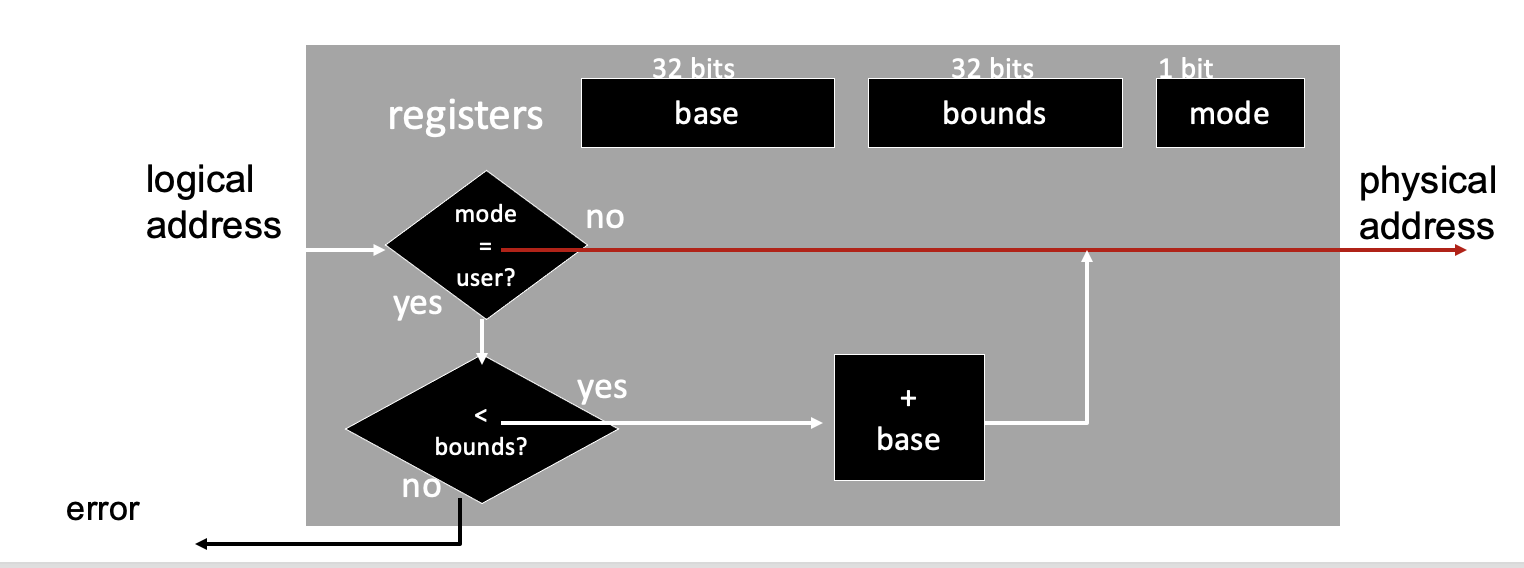 32 bits
32 bits
1 bit
registers
base
bounds
mode
logical
address
physical
address
mode
=
user?
no
yes
<
bounds?
yes
+
base
no
error